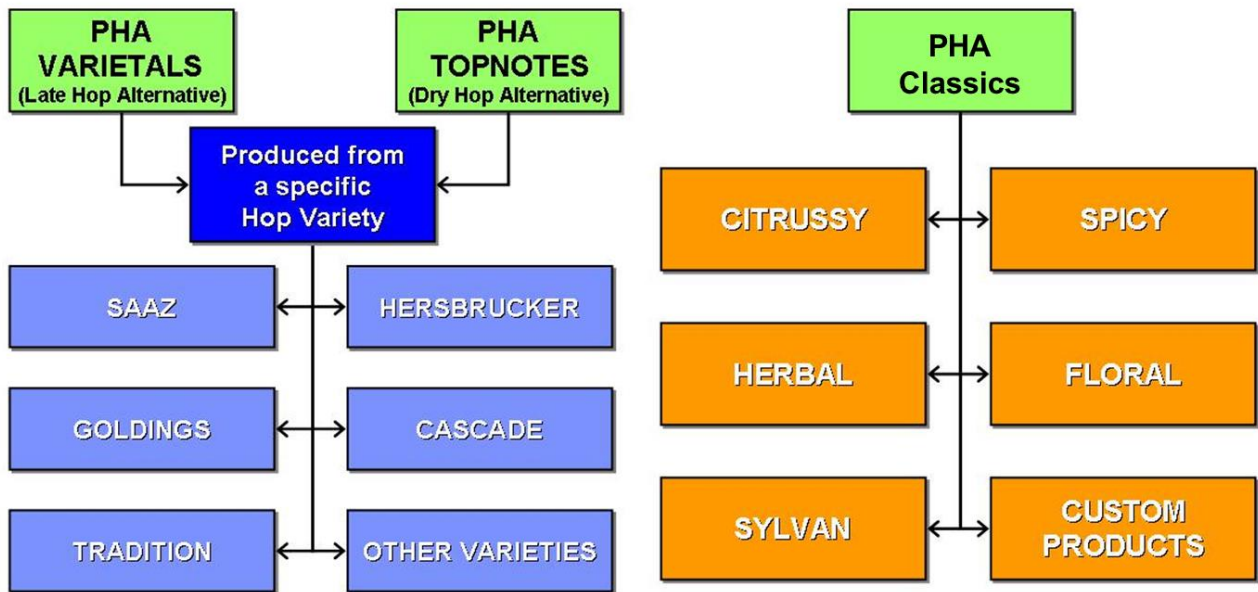 PHA
VARIETALS
(Late Hop Alternative)
PHA
TOPNOTES
(Dry Hop Alternative)
Produced from
a specific
Hop Variety
SAAZ
HERSBRUCKER
GOLDINGS
CASCADE
TRADITION
OTHER VARIETIES
PHA
Classics
CITRUSSY
SPICY
HERBAL
FLORAL
SYLVAN
CUSTOM
PRODUCTS